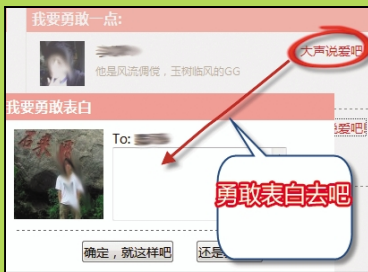 我要勇敢一点:
大声说爱吧
他是风流倜傥，玉树临风的GG
我要勇敢表白
说爱吧
To:
勇敢表白去吧
确定，就这样吧
还是